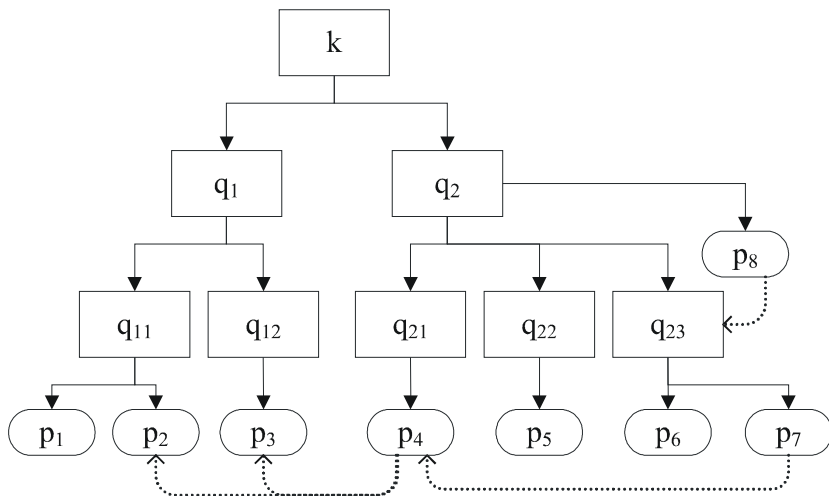 k
q₁ q₂
p₈
q₁₁ q₁₂ q₂₁ q₂₂ q₂₃
p₁ p₂ p₃ p₄ p₅ p₆ p₇